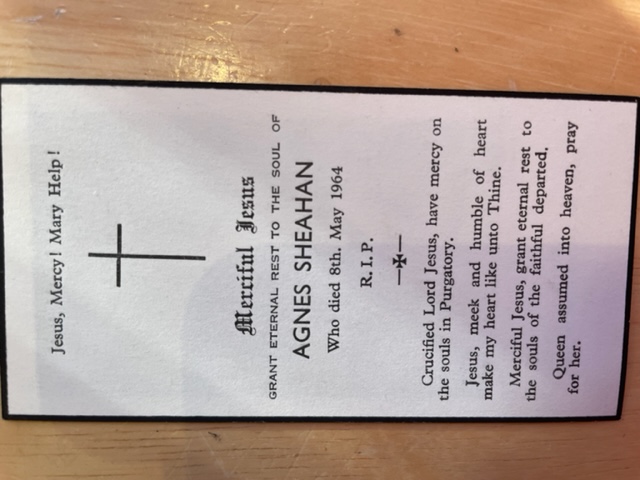 Jesus, Mercy! Mary Help!
Merciful Jesus
GRANT ETERNAL REST TO THE SOUL OF
AGNES SHEAHAN
Who died 8th. May 1964
R. I. P.
Crucified Lord Jesus, have mercy on
the souls in Purgatory.
Jesus, meek and humble of heart
make my heart like unto Thine.
Merciful Jesus, grant eternal rest to
the souls of the faithful departed.
Queen assumed into heaven, pray
for her.